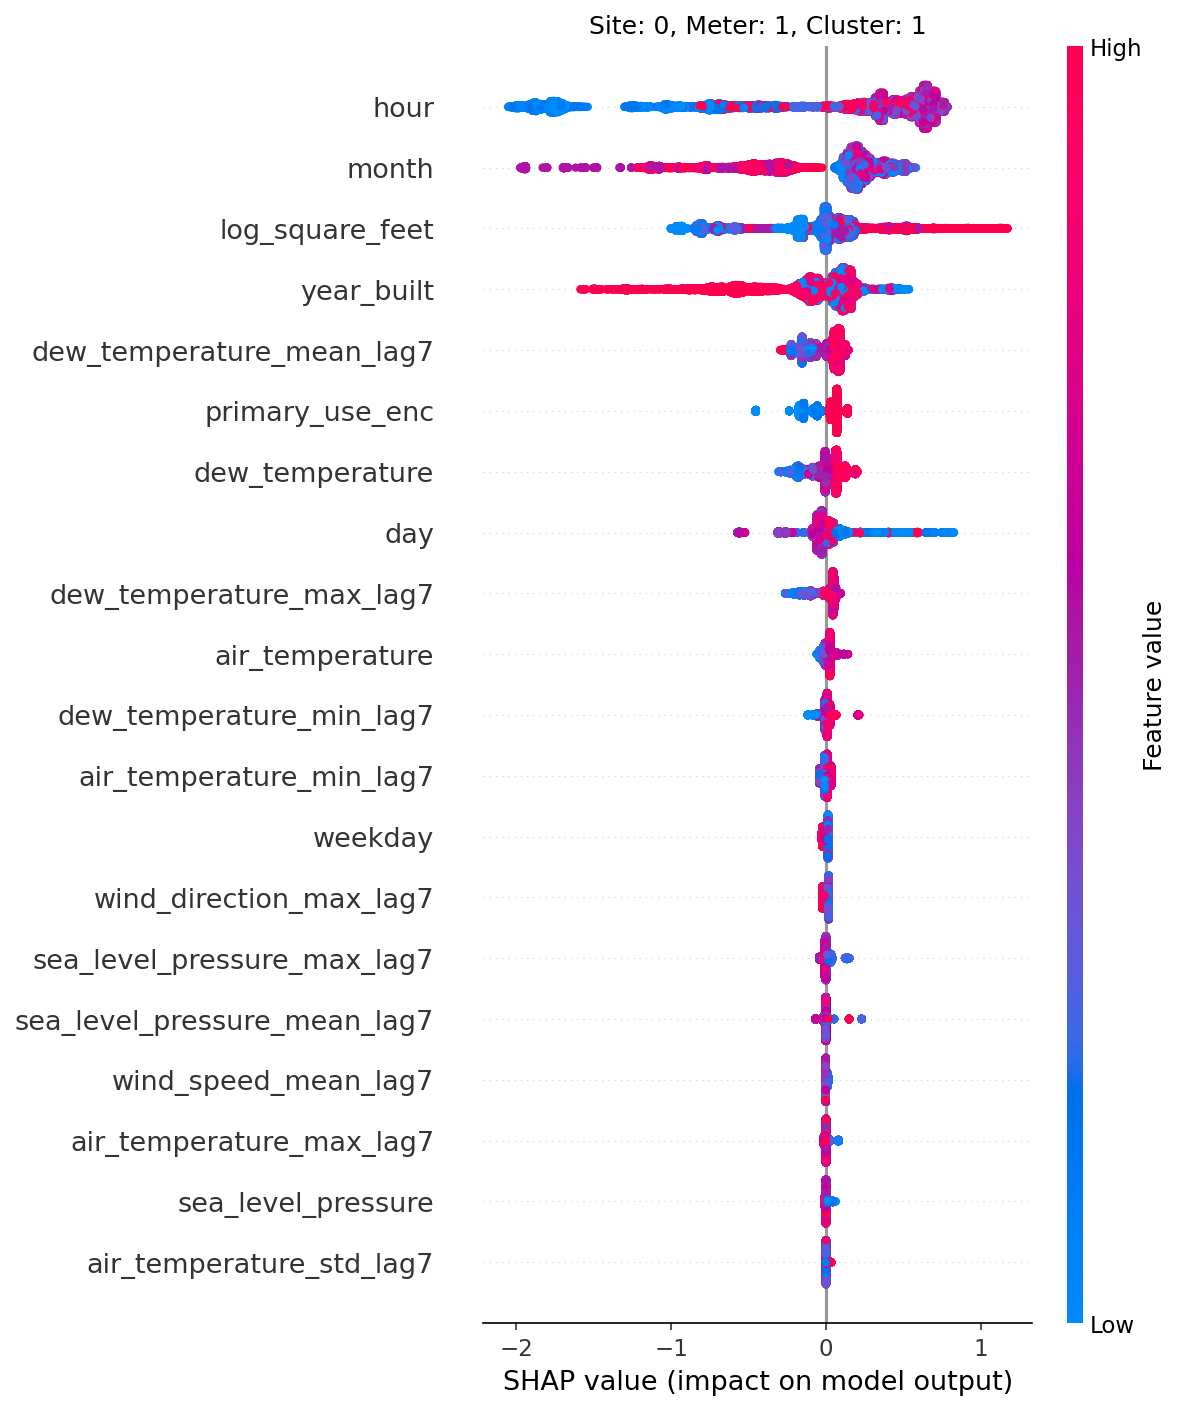 Site: 0, Meter: 1, Cluster: 1
High
hour
month
log_square_feet
year_built
dew_temperature_mean_lag7
primary_use_enc
dew_temperature
day
dew_temperature_max_lag7
air_temperature
dew_temperature_min_lag7
air_temperature_min_lag7
weekday
wind_direction_max_lag7
sea_level_pressure_max_lag7
sea_level_pressure_mean_lag7
wind_speed_mean_lag7
air_temperature_max_lag7
sea_level_pressure
air_temperature_std_lag7
Feature value
Low
−2 −1 0 1
SHAP value (impact on model output)